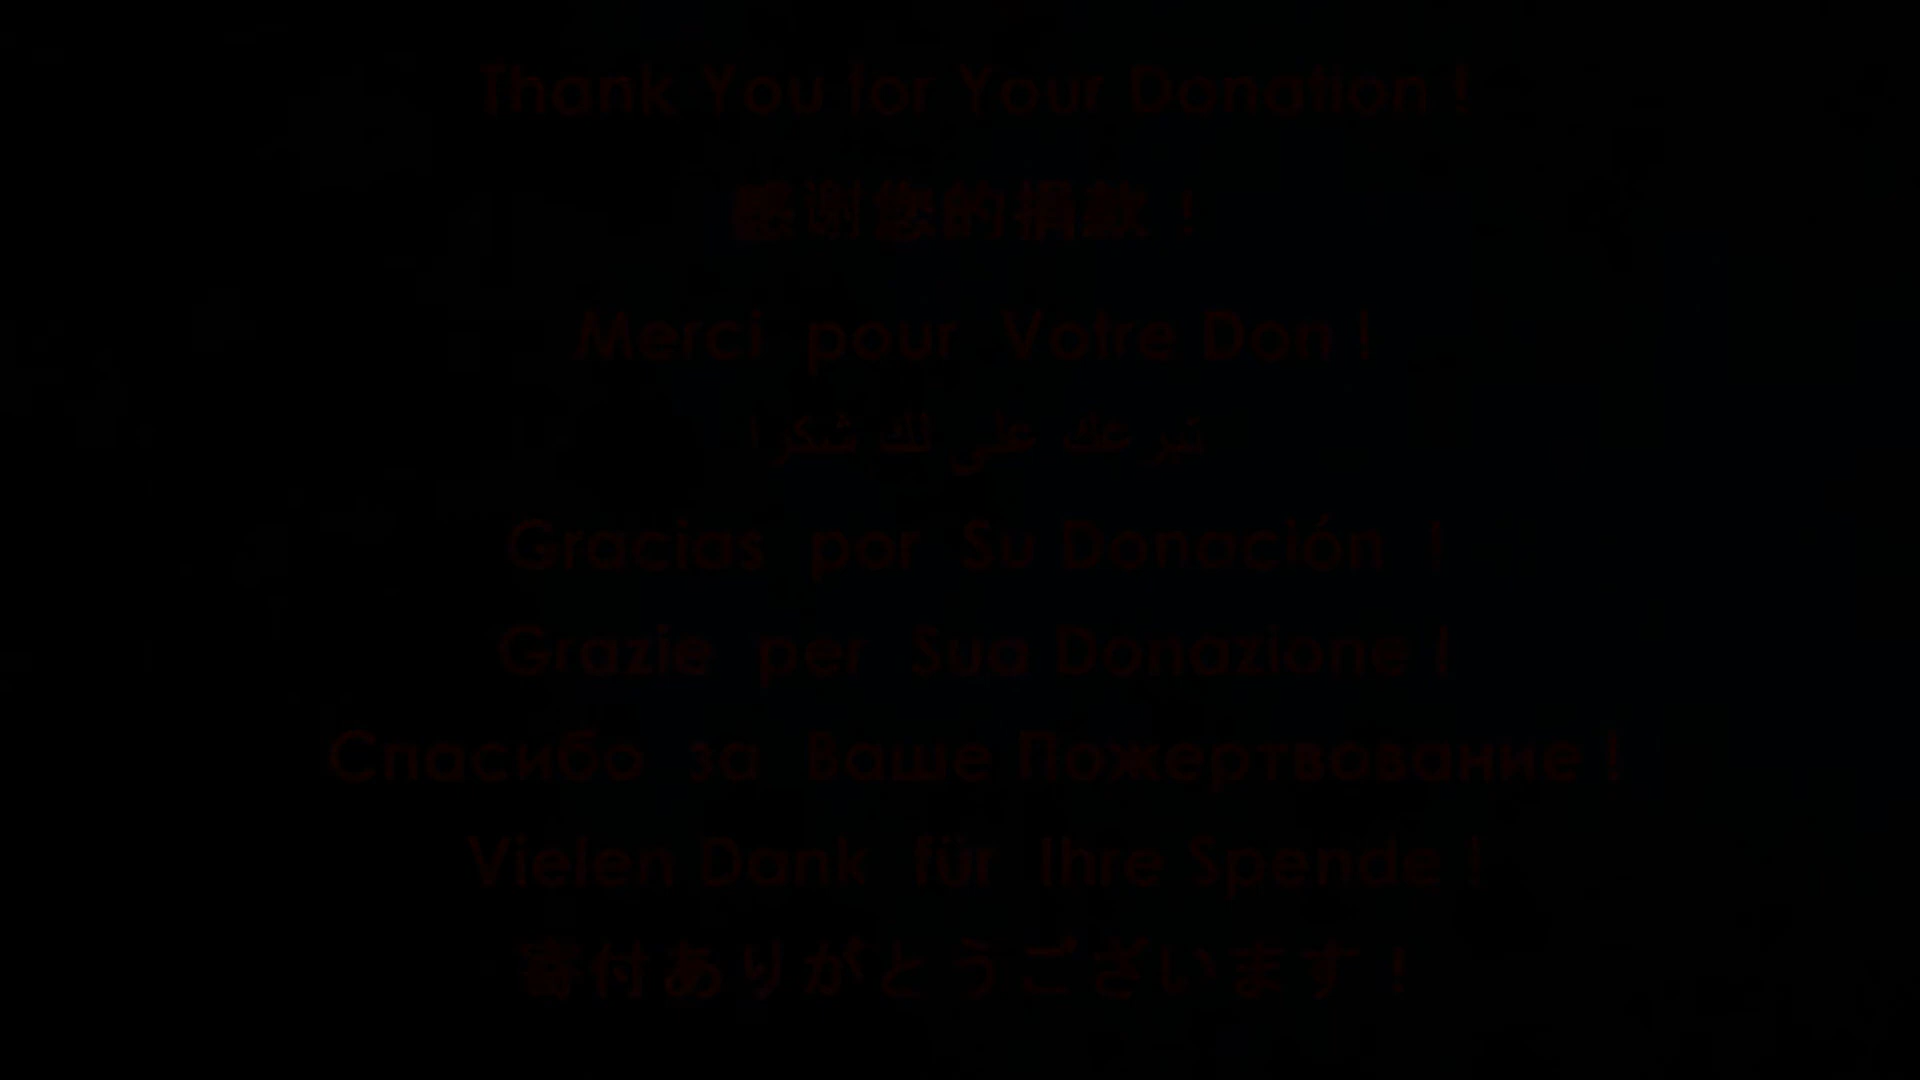 Thank You for Your Donation !
感谢您的捐款！
Merci pour Votre Don !
تبرعك على لك شكرا
Gracias por Su Donación !
Grazie per Sua Donazione !
Спасибо за Ваше Пожертвование !
Vielen Dank für Ihre Spende !
寄付ありがとうございます！